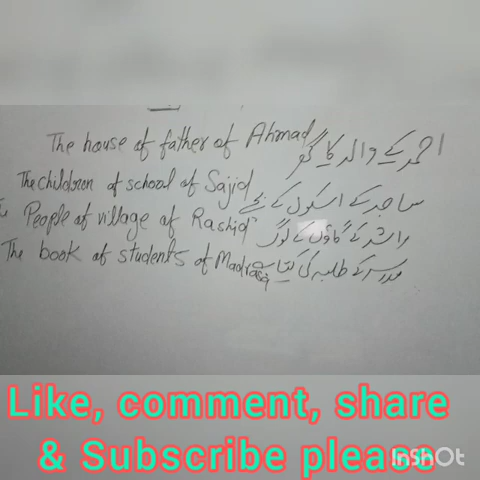 The house of father of Ahmad احمد کے والد کا گھر
The children of school of Sajid ساجد کے اسکول کے بچے
People of village of Rashid راشد کے گاؤں کے لوگ
The book of students of Madrasa مدرسہ کے طلبہ کی کتاب
Like, comment, share
& Subscribe please
InShot